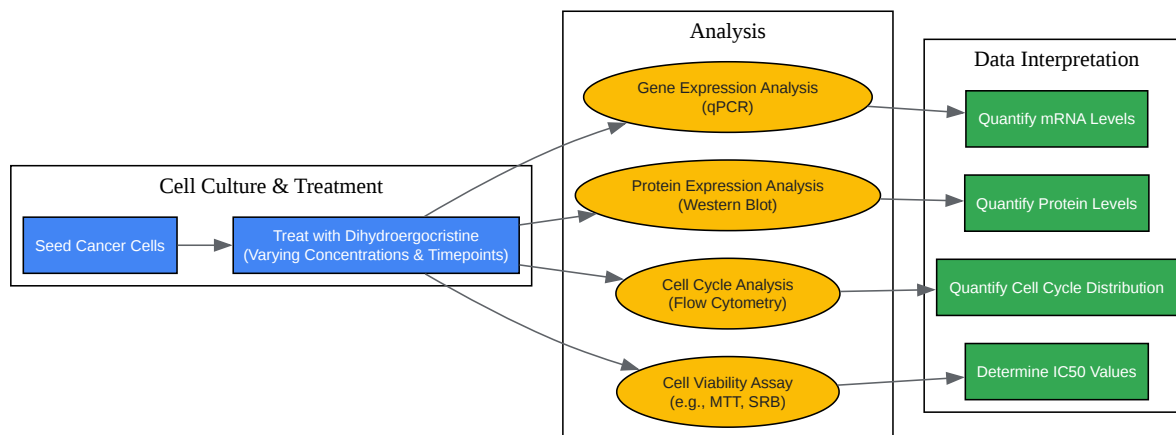 Cell Culture & Treatment
Seed Cancer Cells
Treat with Dihydroergocristine
(Varying Concentrations & Timepoints)
Analysis
Gene Expression Analysis
(qPCR)
Protein Expression Analysis
(Western Blot)
Cell Cycle Analysis
(Flow Cytometry)
Cell Viability Assay
(e.g., MTT, SRB)
Data Interpretation
Quantify mRNA Levels
Quantify Protein Levels
Quantify Cell Cycle Distribution
Determine IC50 Values